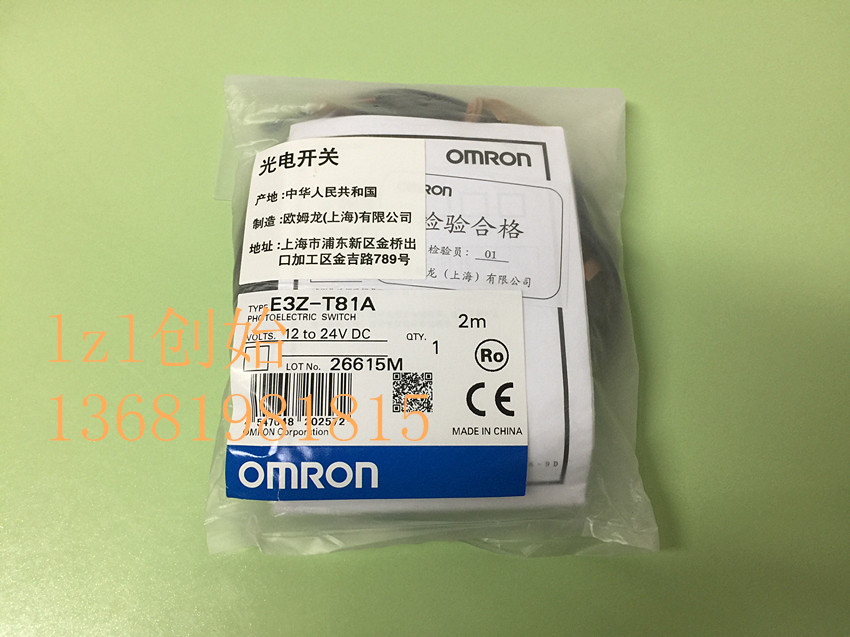 光电开关
产地:中华人民共和国
制造:欧姆龙(上海)有限公司
地址:上海市浦东新区金桥出
口加工区金吉路789号
OMRON
RON
检验合格
检验员: 01
龙(上海)有限公司
TYPE E3Z-T81A
PHOTOELECTRIC SWITCH
2m
VOLTS. 12 to 24V DC
QTY.
1
LOT No. 26615M
Ro
CE
547648 202572
OMRON Corporation
MADE IN CHINA
OMRON
lzl创始
13681981815